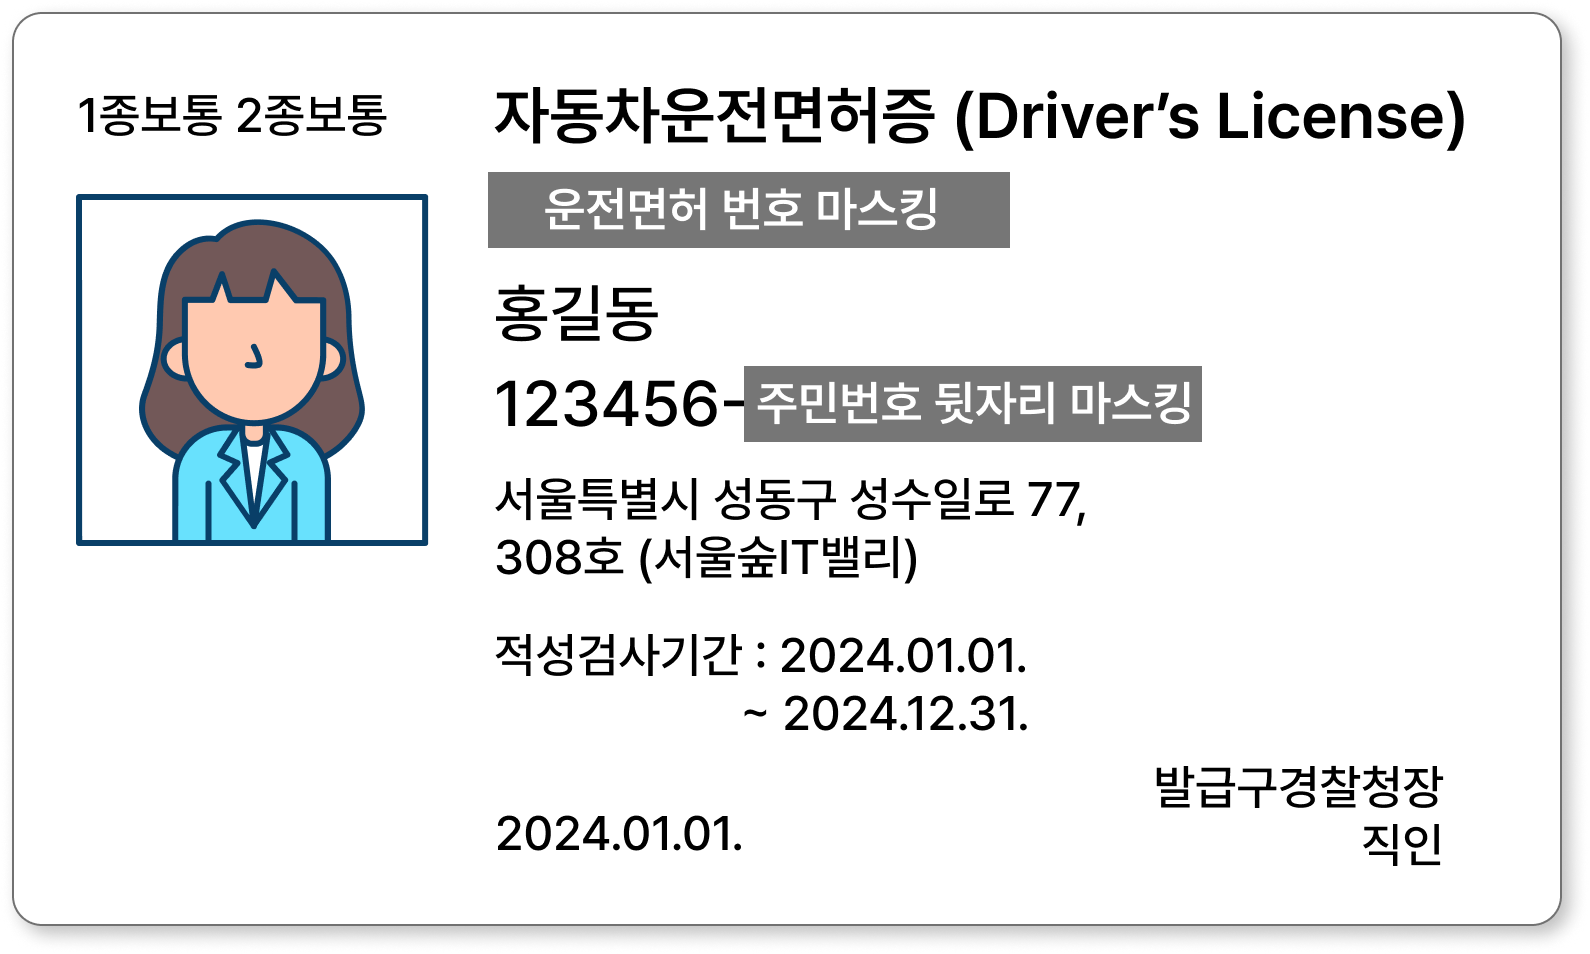 1종보통 2종보통
자동차운전면허증 (Driver’s License)
운전면허 번호 마스킹
홍길동
123456-주민번호 뒷자리 마스킹
서울특별시 성동구 성수일로 77,
308호 (서울숲IT밸리)
적성검사기간 : 2024.01.01.
~ 2024.12.31.
발급구경찰청장
2024.01.01.
직인